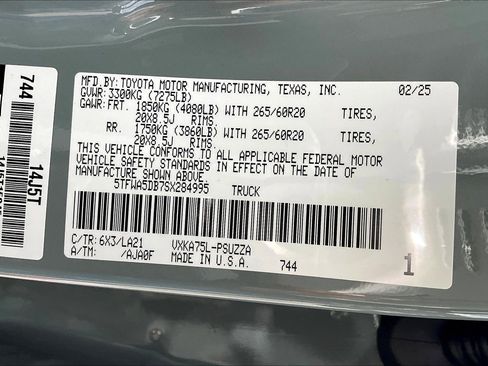 MFD.BY: TOYOTA MOTOR MANUFACTURING, TEXAS, INC. 02/25
GVWR: 3300KG (7275LB)
GAWR: FRT. 1850KG (4080LB) WITH 265/60R20 TIRES,
20X8.5J RIMS.
RR. 1750KG (3860LB) WITH 265/60R20 TIRES,
20X8.5J RIMS.
THIS VEHICLE CONFORMS TO ALL APPLICABLE FEDERAL MOTOR
VEHICLE SAFETY STANDARDS IN EFFECT ON THE DATE OF
MANUFACTURE SHOWN ABOVE.
5TFWA5DB7SX284995 TRUCK
C/TR: 6X3/LA21 VXKA75L-PSUZZA
A/TM: /AJA0F MADE IN U.S.A. 744
1
744
14J5T